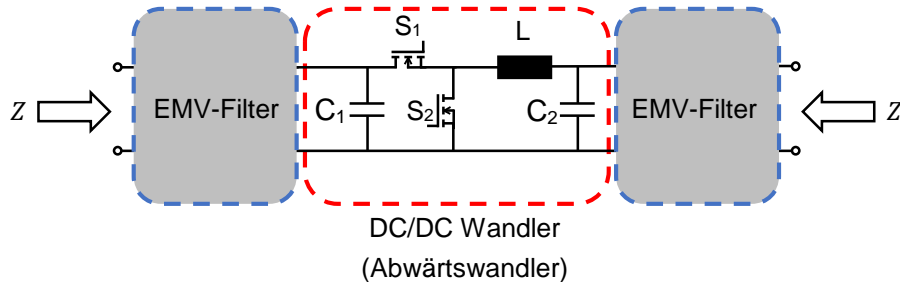 S₁
L
Z
EMV-Filter
C₁
S₂
C₂
EMV-Filter
Z
DC/DC Wandler
(Abwärtswandler)